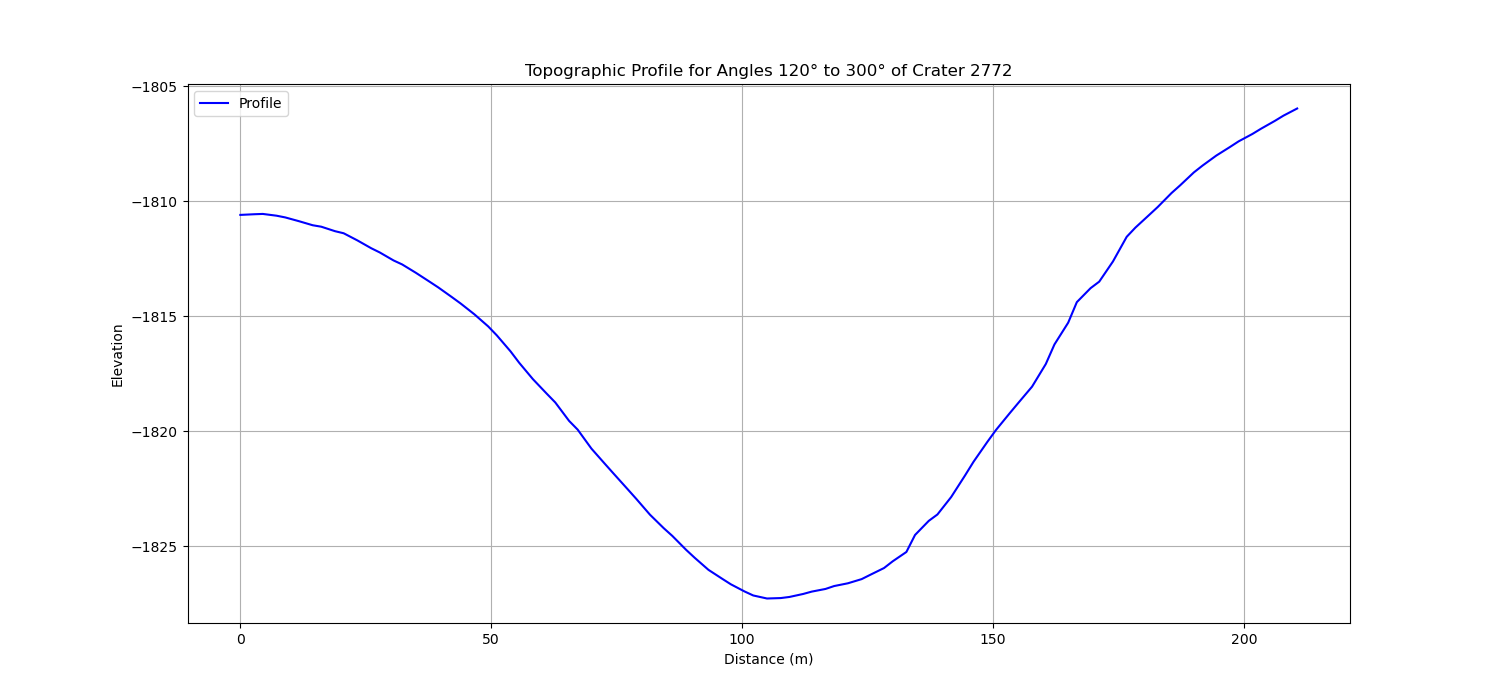 Topographic Profile for Angles 120° to 300° of Crater 2772
Profile
Elevation
−1805
−1810
−1815
−1820
−1825
0 50 100 150 200
Distance (m)